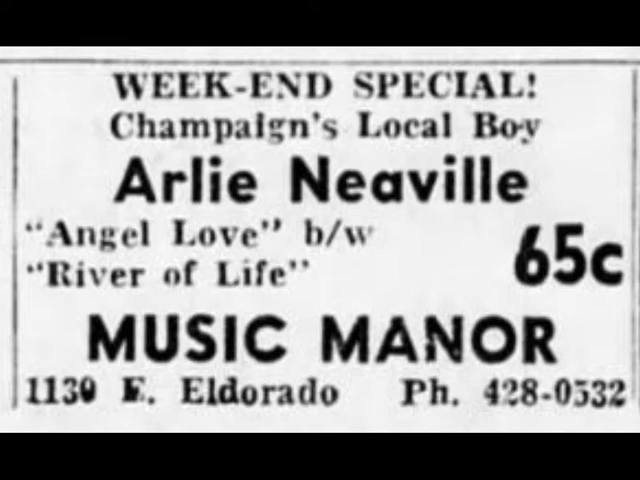 WEEK-END SPECIAL!
Champaign's Local Boy
Arlie Neaville
"Angel Love" b/w
"River of Life"
65c
MUSIC MANOR
1130 E. Eldorado Ph. 428-0532